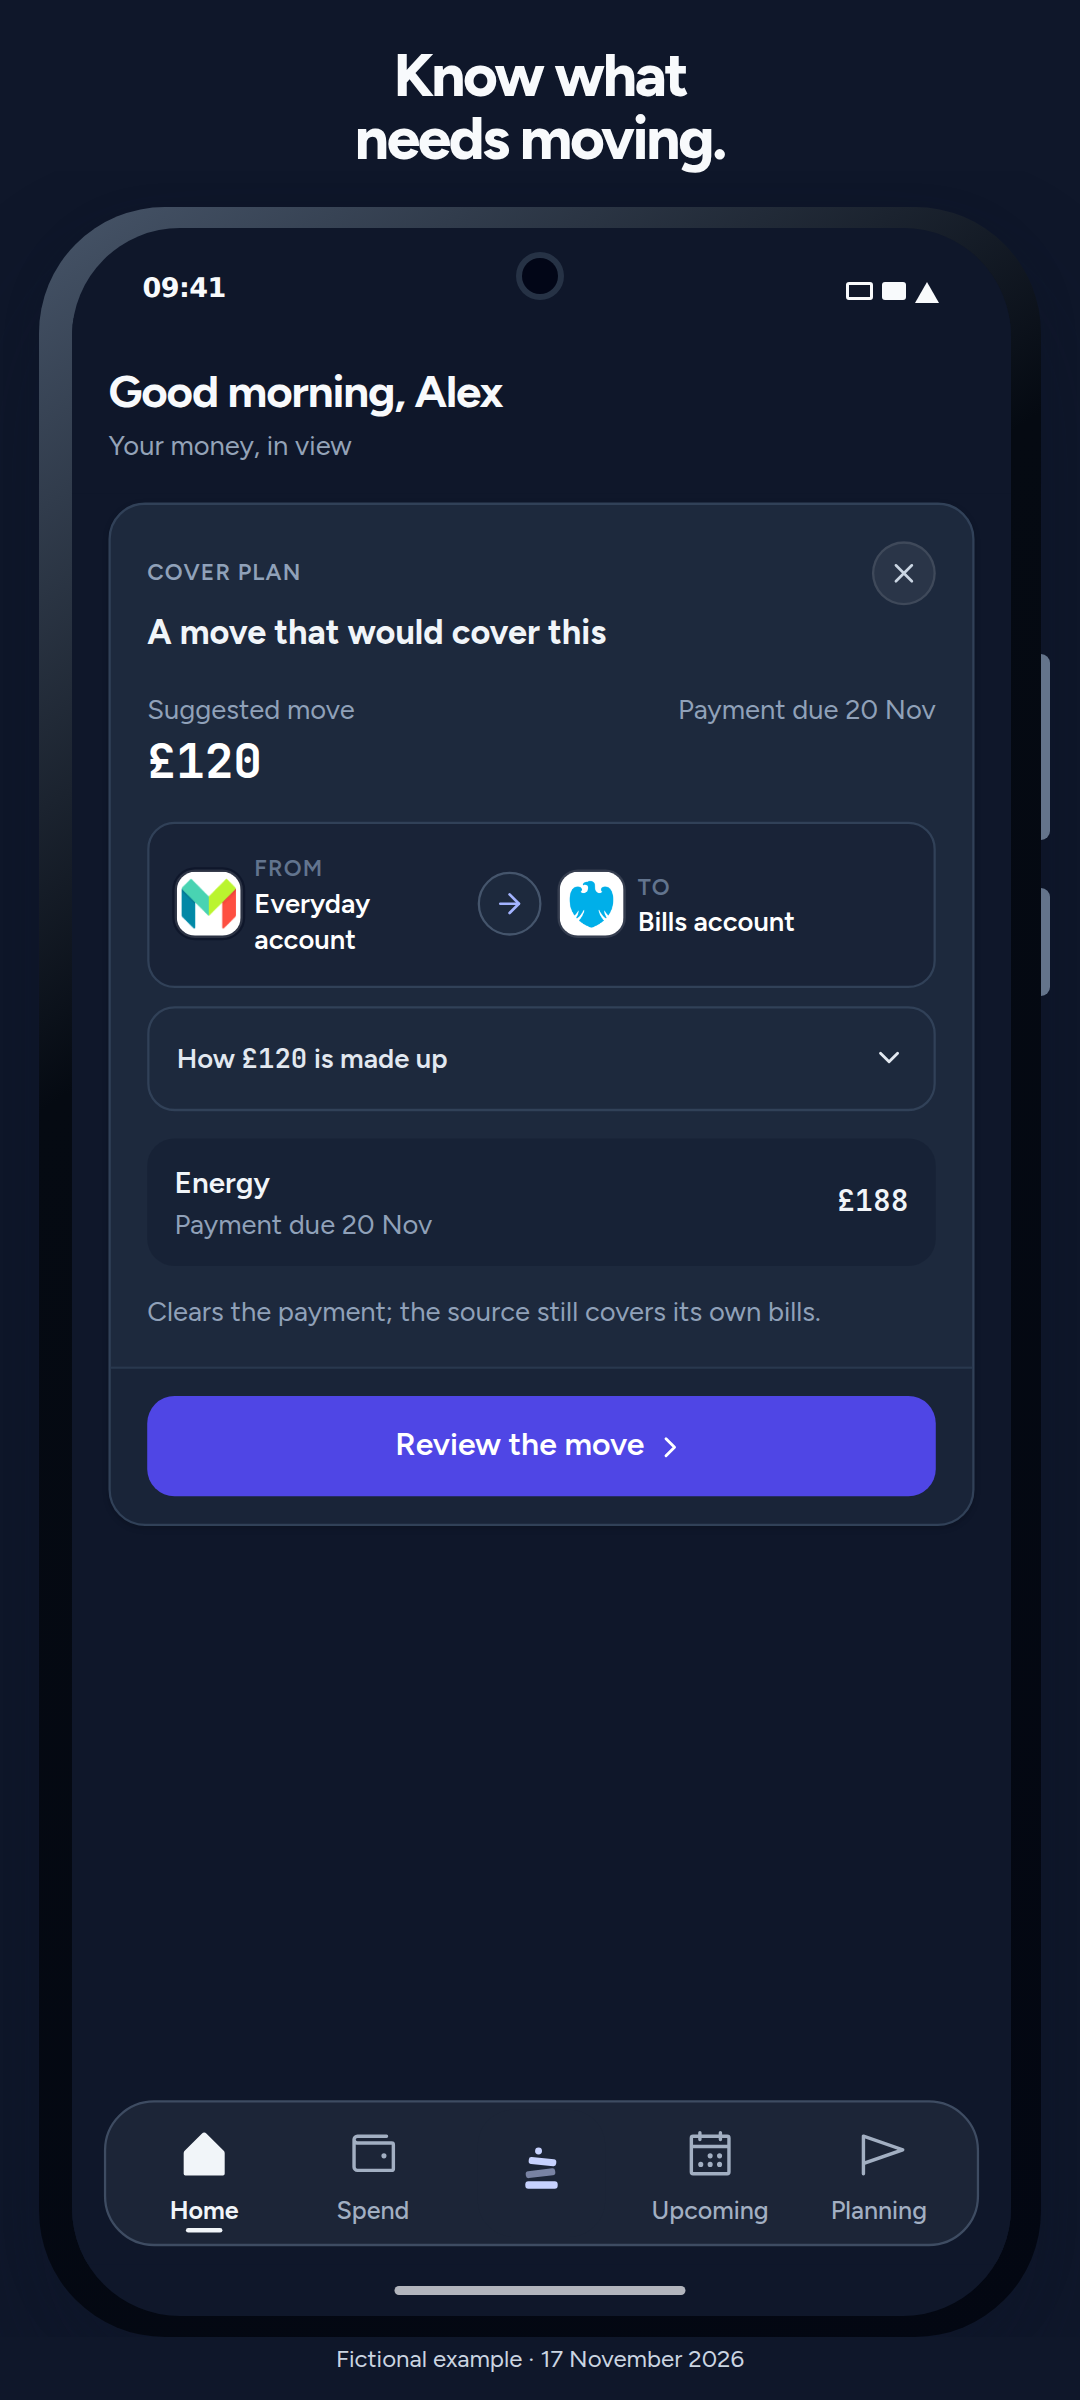 Know what
needs moving.
09:41
Good morning, Alex
Your money, in view
COVER PLAN
A move that would cover this
Suggested move
Payment due 20 Nov
£120
FROM
Everyday
account
TO
Bills account
How £120 is made up
Energy
Payment due 20 Nov
£188
Clears the payment; the source still covers its own bills.
Review the move
Home
Spend
Upcoming
Planning
Fictional example · 17 November 2026